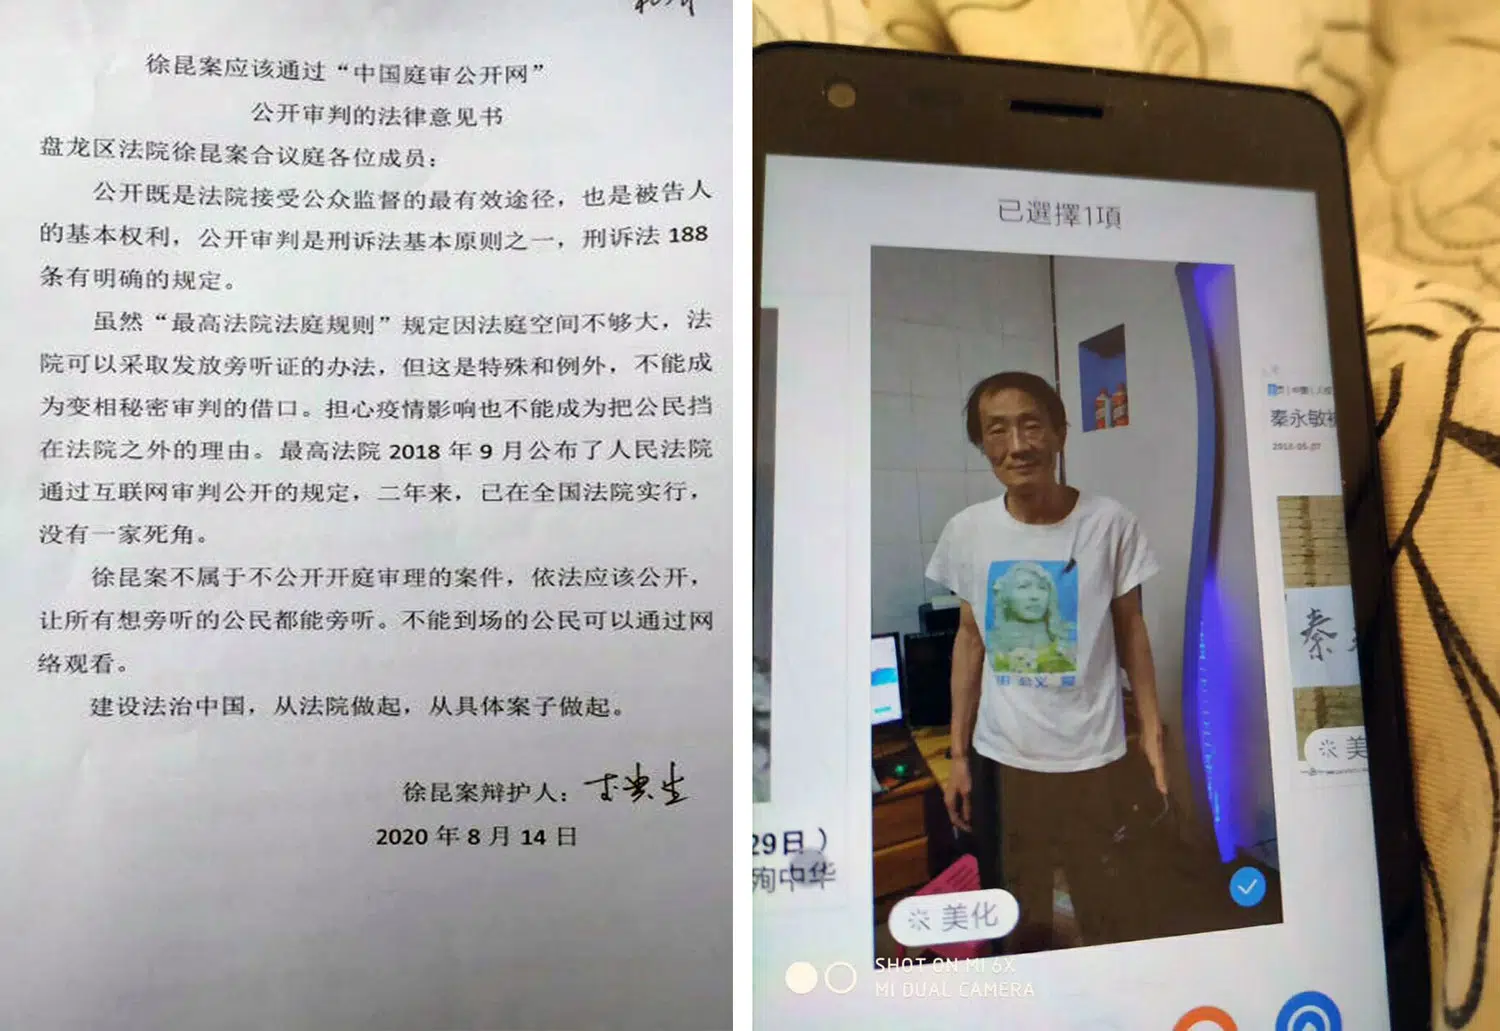 徐昆案应该通过“中国庭审公开网”
公开审判的法律意见书
盘龙区法院徐昆案合议庭各位成员：
公开既是法院接受公众监督的最有效途径，也是被告人
的基本权利，公开审判是刑诉法基本原则之一，刑诉法 188
条有明确的规定。
虽然“最高法院法庭规则”规定因法庭空间不够大，法
院可以采取发放旁听证的办法，但这是特殊和例外，不能成
为变相秘密审判的借口。担心疫情影响也不能成为把公民挡
在法院之外的理由。最高法院 2018 年 9 月公布了人民法院
通过互联网审判公开的规定，二年来，已在全国法院实行，
没有一家死角。
徐昆案不属于不公开开庭审理的案件，依法应该公开，
让所有想旁听的公民都能旁听。不能到场的公民可以通过网
络观看。
建设法治中国，从法院做起，从具体案子做起。
徐昆案辩护人：
2020 年 8 月 14 日
已選擇1項
秦永敏被
2018-05-07
秦
29日）
殉中华
美化
美
SHOT ON MI 6X
MI DUAL CAMERA